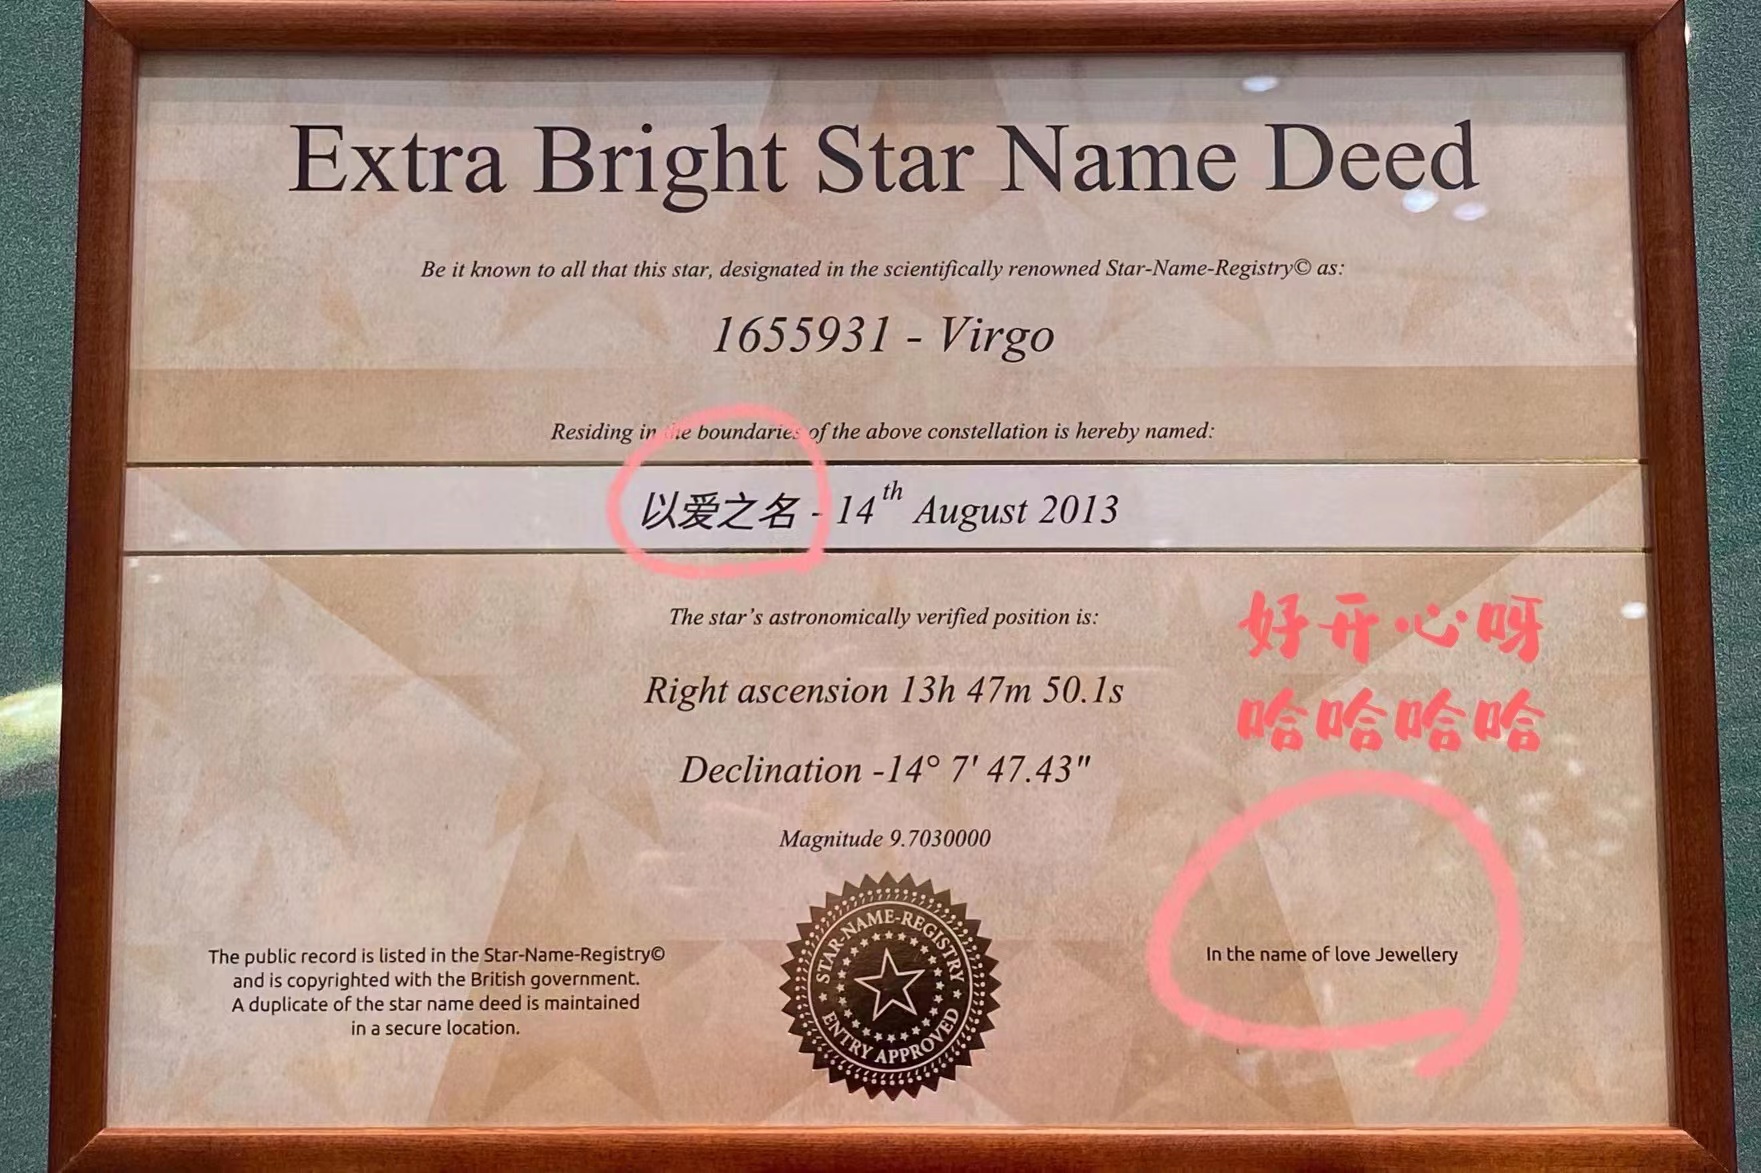 Extra Bright Star Name Deed
Be it known to all that this star, designated in the scientifically renowned Star-Name-Registry© as:
1655931 - Virgo
Residing in the boundaries of the above constellation is hereby named:
以爱之名 - 14th August 2013
The star's astronomically verified position is:
好开心呀
Right ascension 13h 47m 50.1s
哈哈哈哈
Declination -14° 7' 47.43"
Magnitude 9.7030000
The public record is listed in the Star-Name-Registry©
and is copyrighted with the British government.
A duplicate of the star name deed is maintained
in a secure location.
STAR-NAME-REGISTRY
ENTRY APPROVED
In the name of love Jewellery